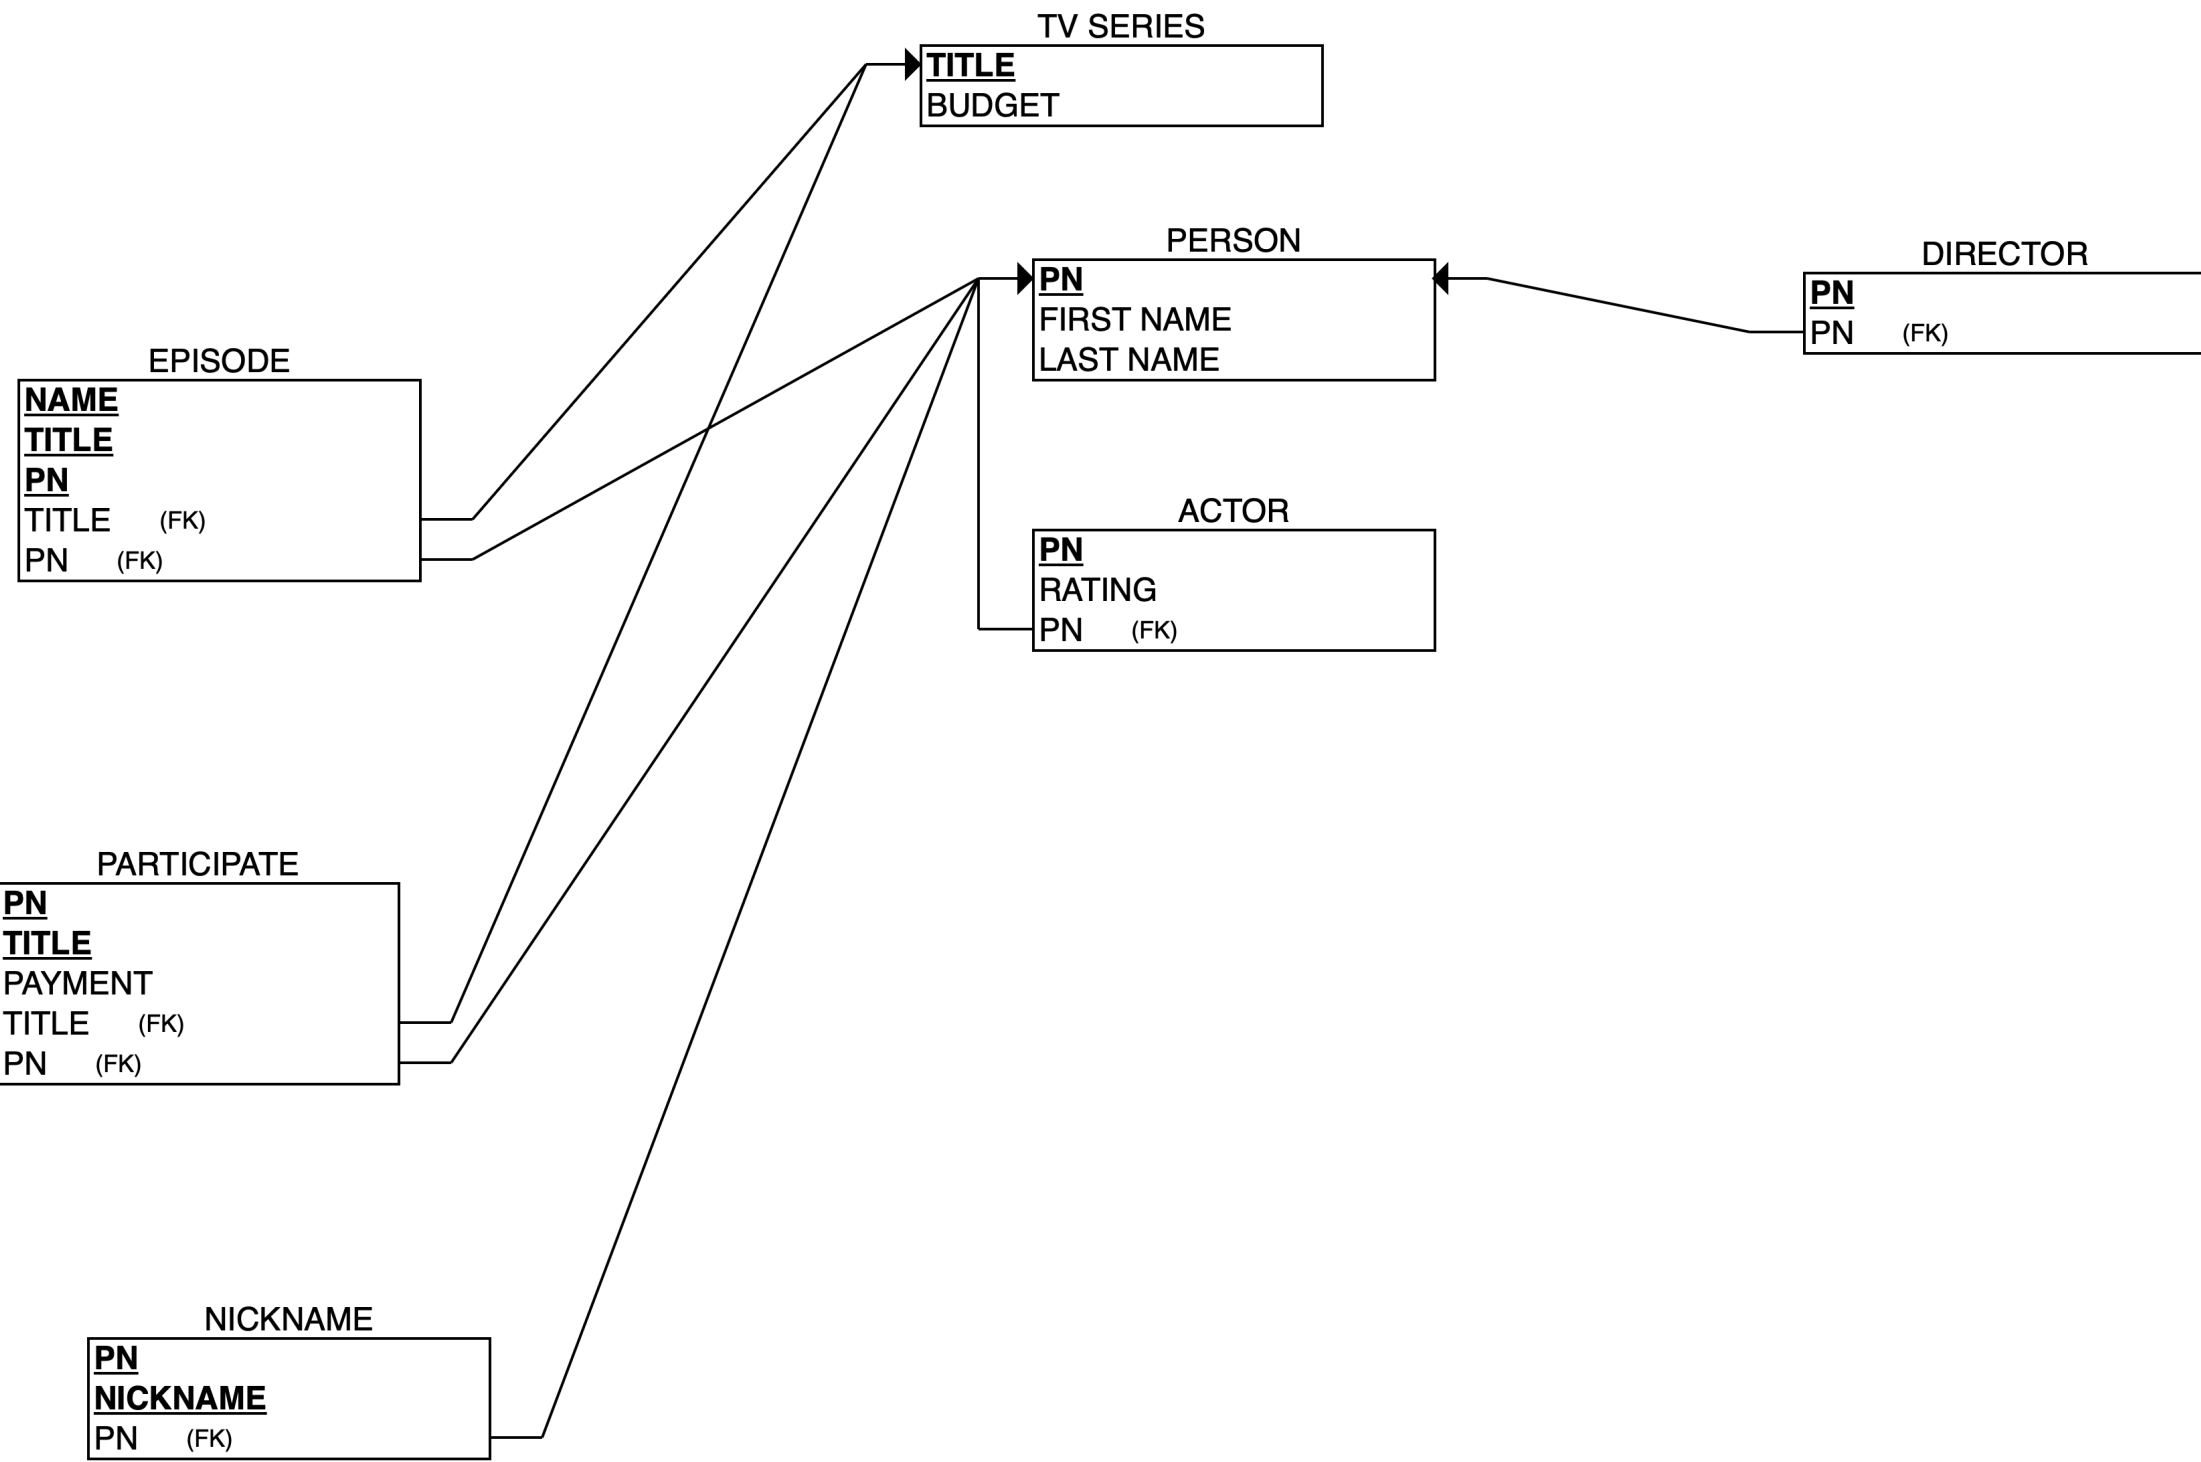 TV SERIES
TITLE
BUDGET
PERSON
PN
FIRST NAME
LAST NAME
DIRECTOR
PN
PN (FK)
EPISODE
NAME
TITLE
PN
TITLE (FK)
PN (FK)
ACTOR
PN
RATING
PN (FK)
PARTICIPATE
PN
TITLE
PAYMENT
TITLE (FK)
PN (FK)
NICKNAME
PN
NICKNAME
PN (FK)